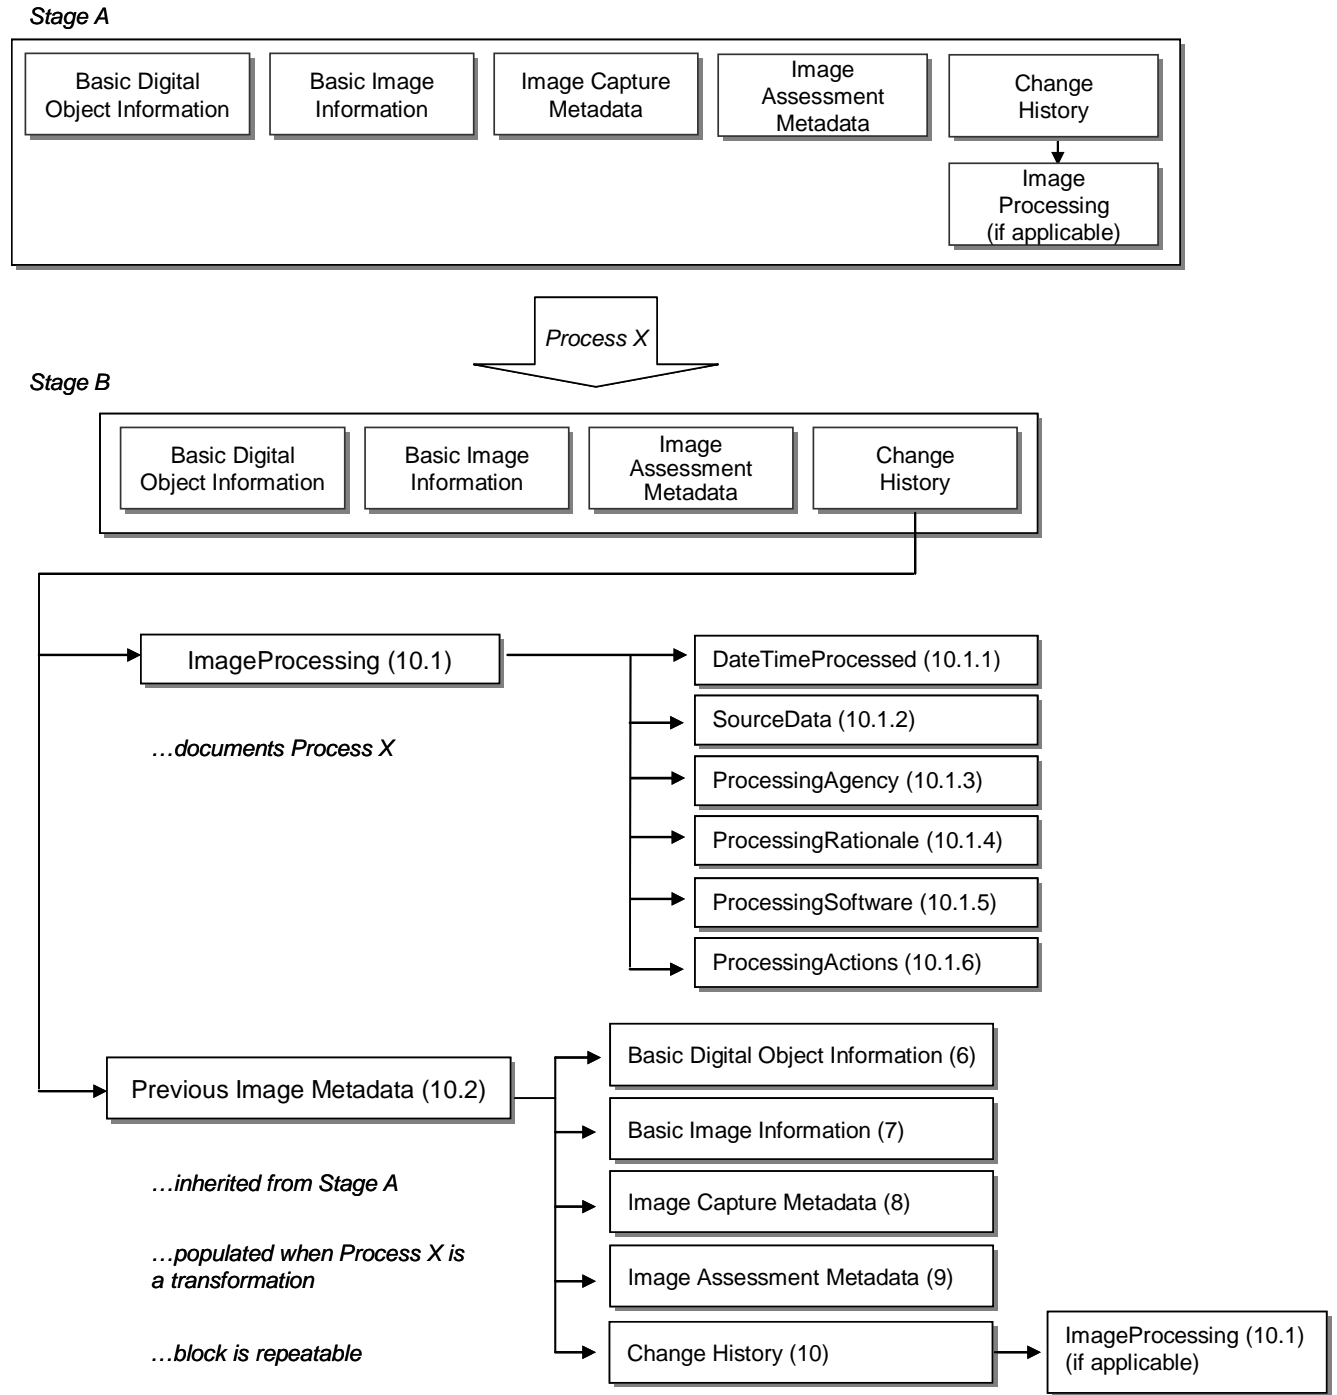 Stage A
Basic Digital
Object Information
Basic Image
Information
Image Capture
Metadata
Image
Assessment
Metadata
Change
History
Image
Processing
(if applicable)
Process X
Stage B
Basic Digital
Object Information
Basic Image
Information
Image
Assessment
Metadata
Change
History
ImageProcessing (10.1)
…documents Process X
DateTimeProcessed (10.1.1)
SourceData (10.1.2)
ProcessingAgency (10.1.3)
ProcessingRationale (10.1.4)
ProcessingSoftware (10.1.5)
ProcessingActions (10.1.6)
Previous Image Metadata (10.2)
…inherited from Stage A
…populated when Process X is
a transformation
…block is repeatable
Basic Digital Object Information (6)
Basic Image Information (7)
Image Capture Metadata (8)
Image Assessment Metadata (9)
Change History (10)
ImageProcessing (10.1)
(if applicable)